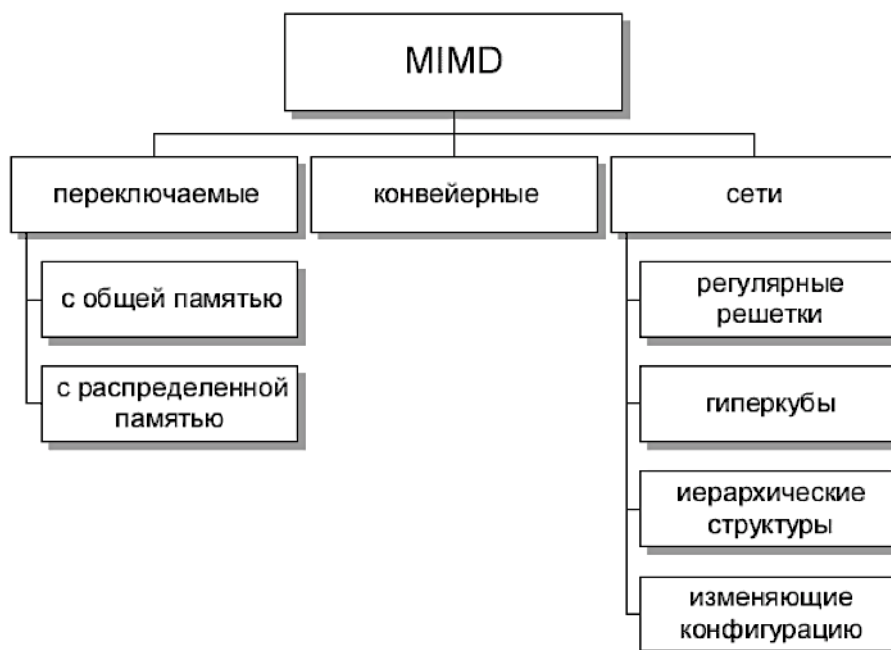 MIMD
переключаемые
конвейерные
сети
с общей памятью
с распределенной
памятью
регулярные
решетки
гиперкубы
иерархические
структуры
изменяющие
конфигурацию